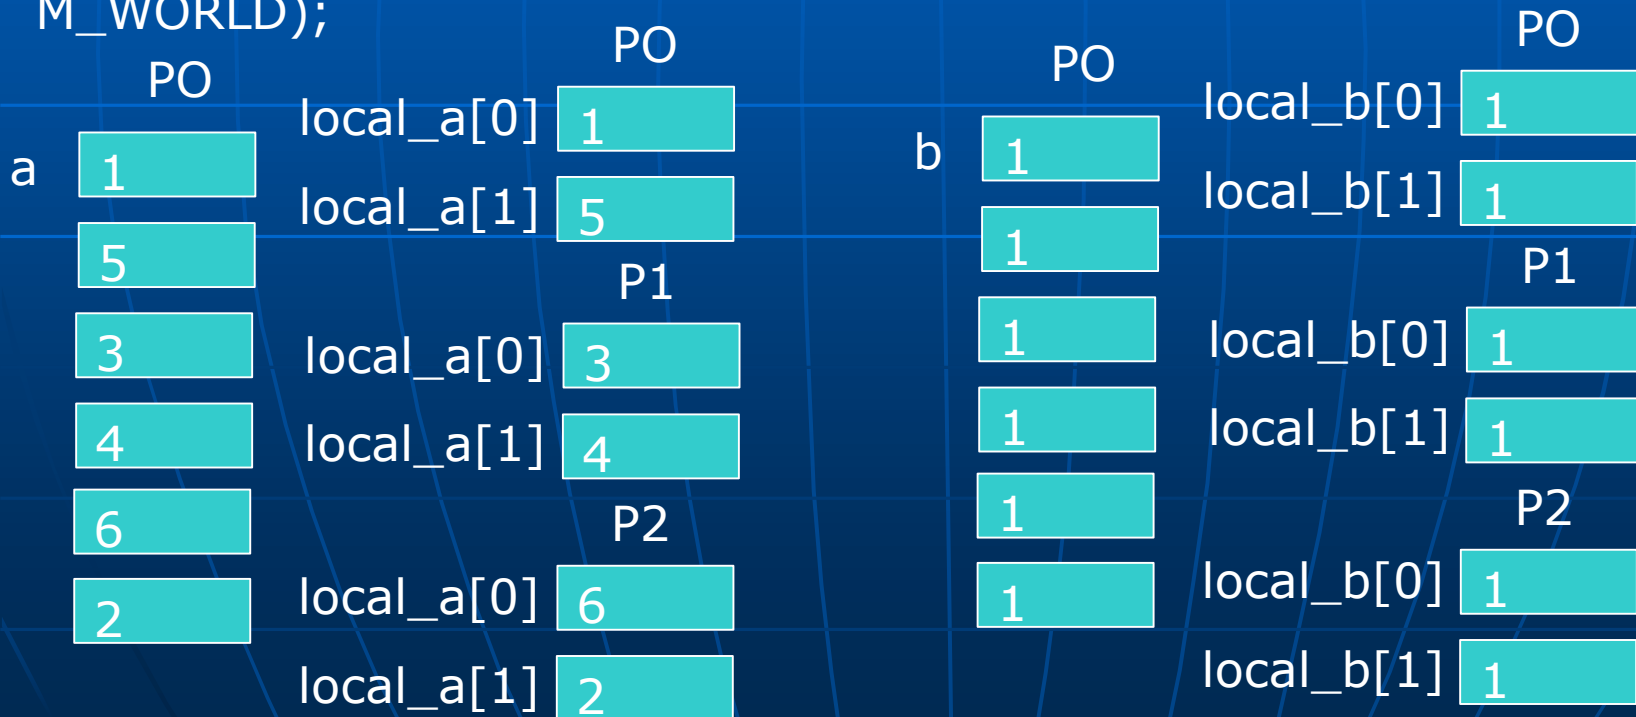 M_WORLD);
PO
a
1
5
3
4
6
2
PO
local_a[0] 1
local_a[1] 5
P1
local_a[0] 3
local_a[1] 4
P2
local_a[0] 6
local_a[1] 2
PO
b
1
1
1
1
1
1
PO
local_b[0] 1
local_b[1] 1
P1
local_b[0] 1
local_b[1] 1
P2
local_b[0] 1
local_b[1] 1